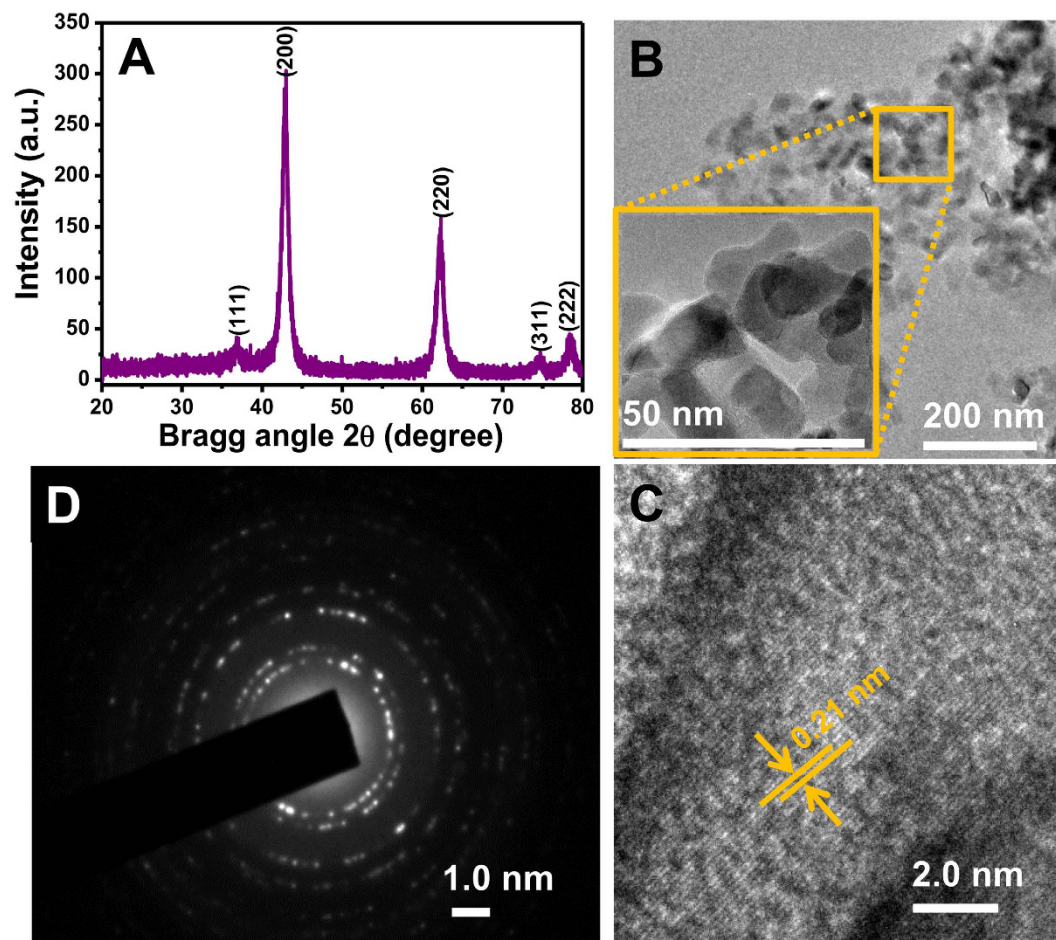 A
350
300
250
200
150
100
50
0
Intensity (a.u.)
(111)
(200)
(220)
(311)
(222)
20
30
40
50
60
70
80
Bragg angle 2θ (degree)
B
50 nm
200 nm
D
1.0 nm
C
0.21 nm
2.0 nm